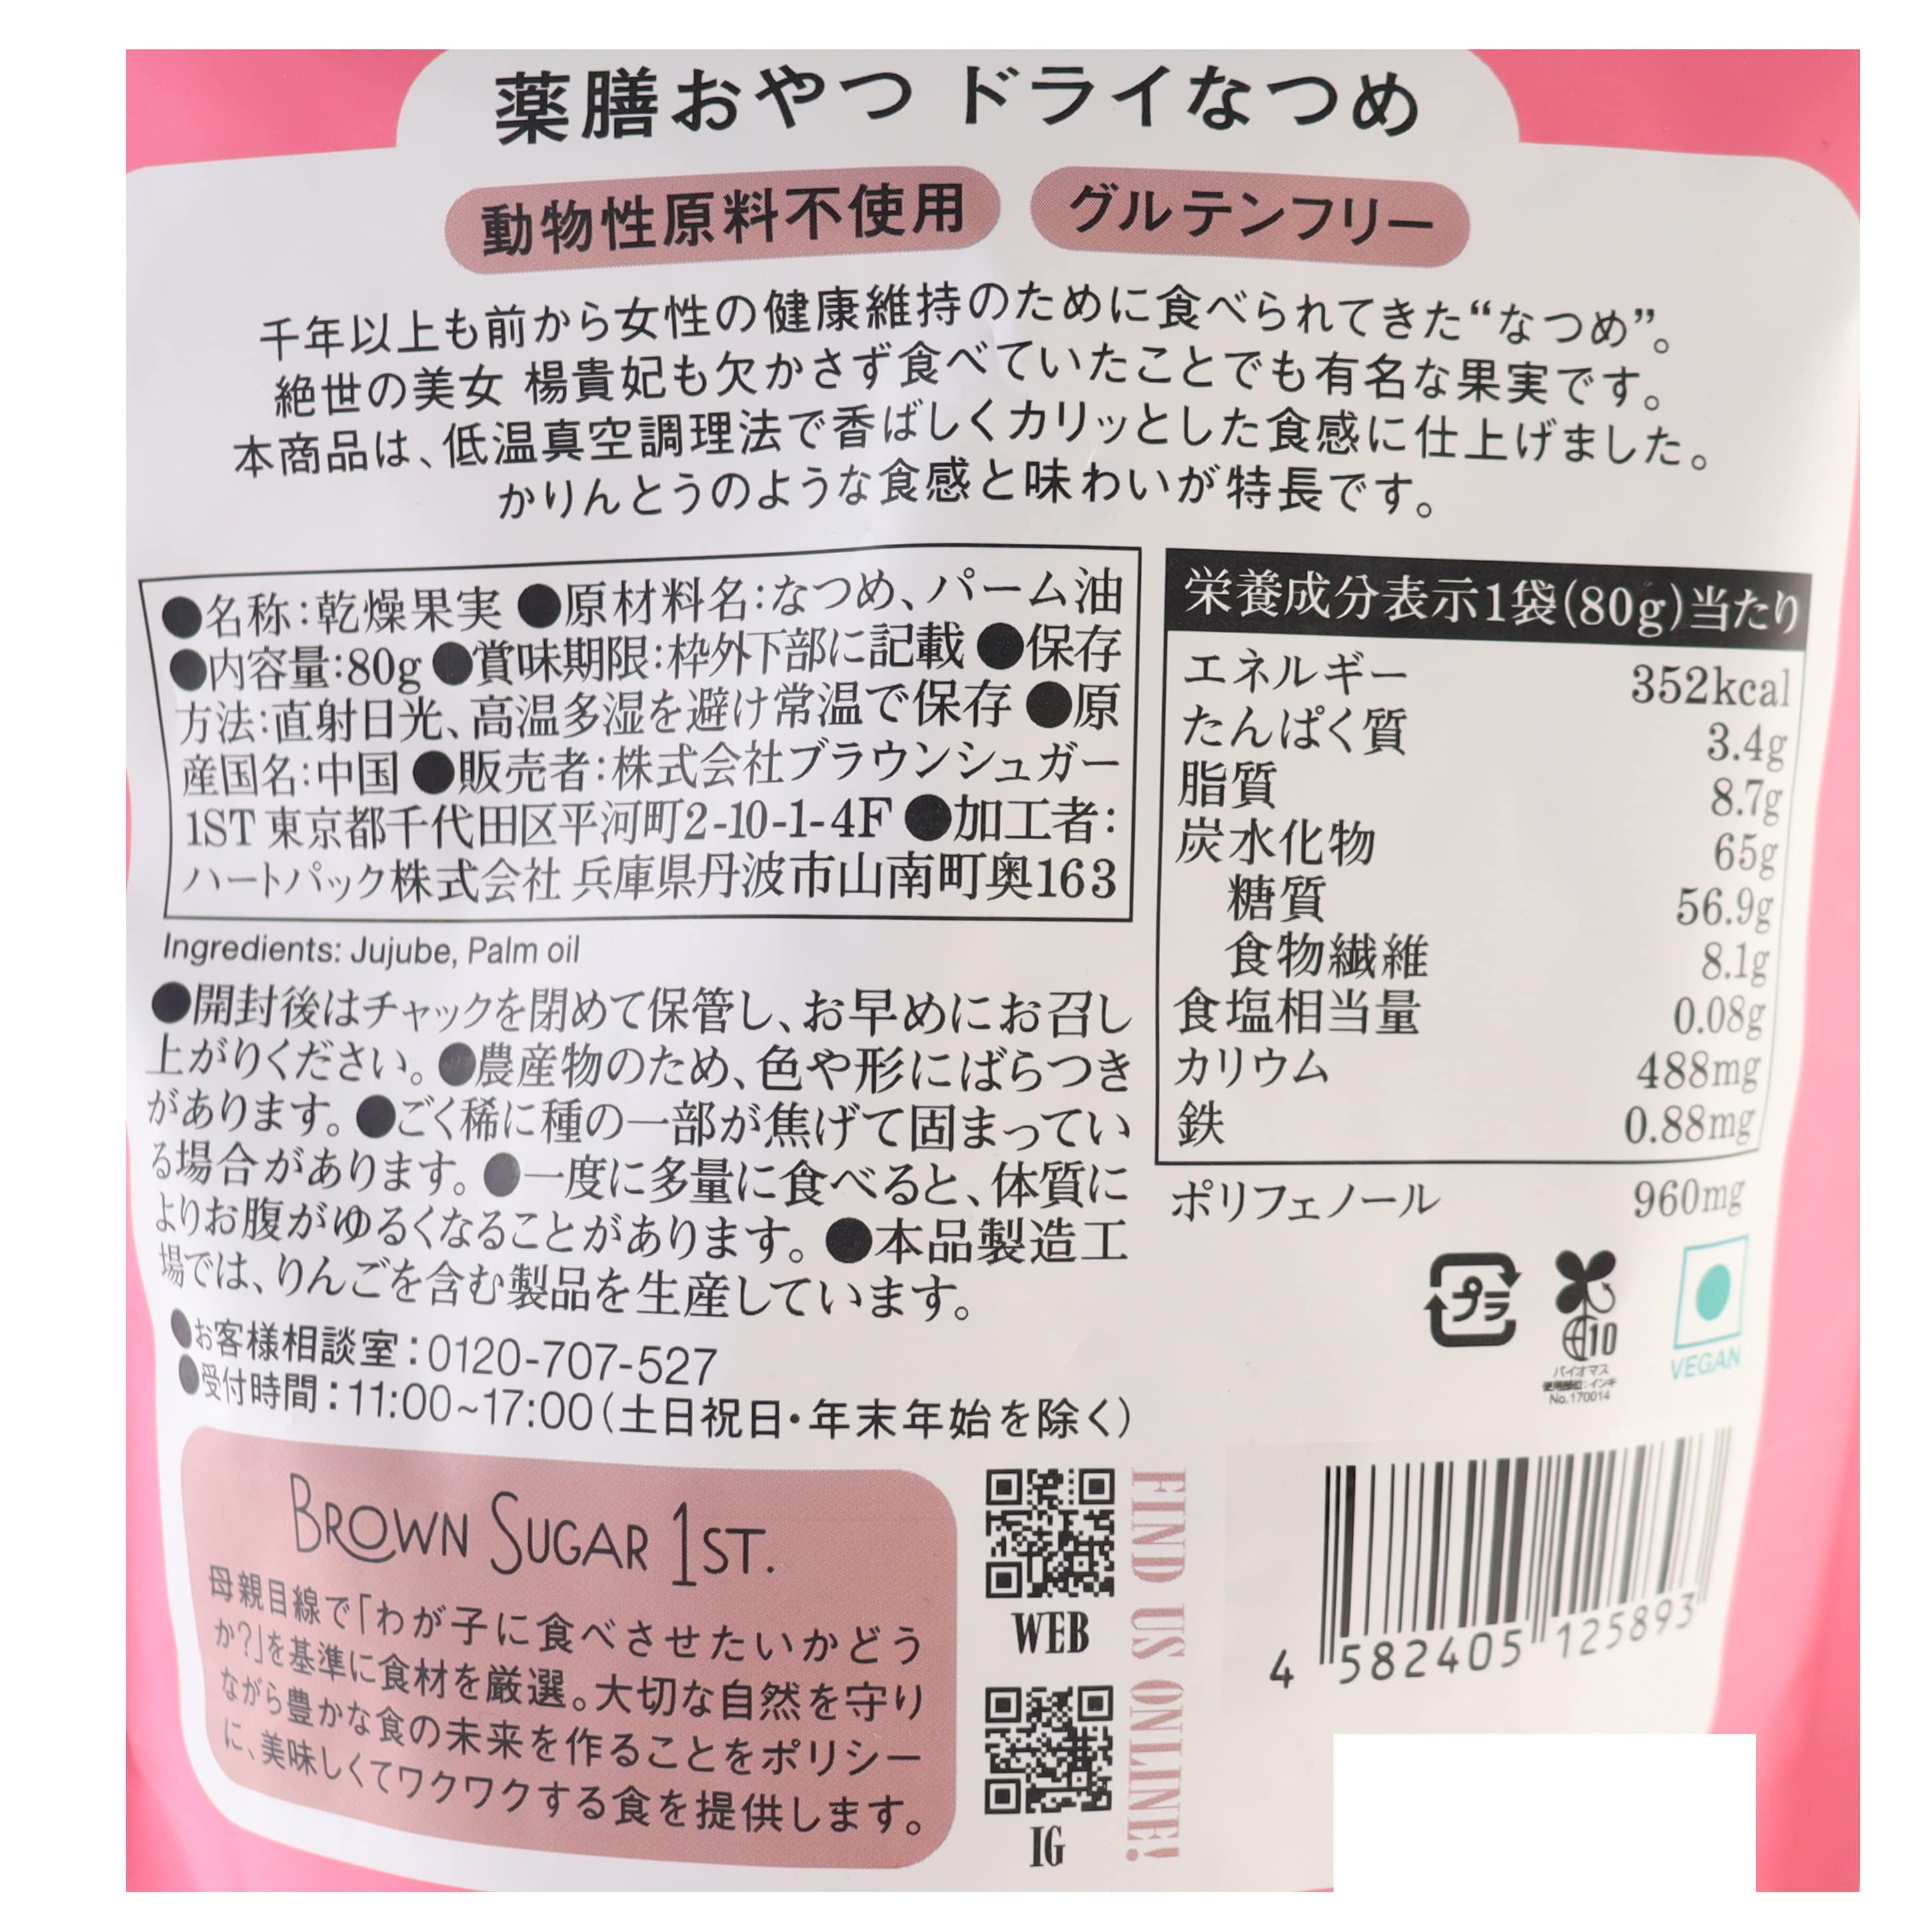 薬膳おやつ ドライなつめ
動物性原料不使用
グルテンフリー
千年以上も前から女性の健康維持のために食べられてきた“なつめ”。
絶世の美女 楊貴妃も欠かさず食べていたことでも有名な果実です。
本商品は、低温真空調理法で香ばしくカリッとした食感に仕上げました。
かりんとうのような食感と味わいが特長です。
●名称:乾燥果実 ●原材料名:なつめ、パーム油
●内容量:80g ●賞味期限:枠外下部に記載 ●保存
方法:直射日光、高温多湿を避け常温で保存 ●原
産国名:中国 ●販売者:株式会社ブラウンシュガー
1ST 東京都千代田区平河町2-10-1-4F ●加工者:
ハートパック株式会社 兵庫県丹波市山南町奥163
Ingredients: Jujube, Palm oil
●開封後はチャックを閉めて保管し、お早めにお召し
上がりください。●農産物のため、色や形にばらつき
があります。●ごく稀に種の一部が焦げて固まってい
る場合があります。●一度に多量に食べると、体質に
よりお腹がゆるくなることがあります。●本品製造工
場では、りんごを含む製品を生産しています。
●お客様相談室:0120-707-527
●受付時間:11:00~17:00(土日祝日・年末年始を除く)
栄養成分表示1袋(80g)当たり
エネルギー 352kcal
たんぱく質 3.4g
脂質 8.7g
炭水化物 65g
糖質 56.9g
食物繊維 8.1g
食塩相当量 0.08g
カリウム 488mg
鉄 0.88mg
ポリフェノール 960mg
プラ
10
バイオマス
使用部位:インキ
No.170014
VEGAN
BROWN SUGAR 1ST.
母親目線で「わが子に食べさせたいかどう
か?」を基準に食材を厳選。大切な自然を守り
ながら豊かな食の未来を作ることをポリシー
に、美味しくてワクワクする食を提供します。
WEB
IG
FIND US ONLINE!
4 582405 125893